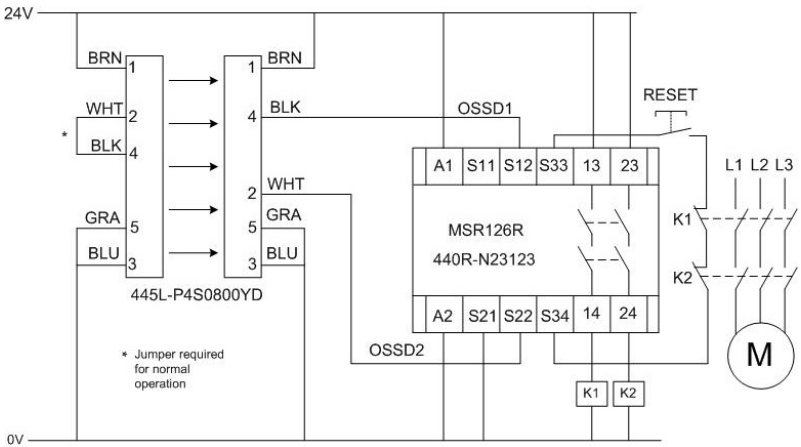 24V
BRN
BRN
1
1
WHT
2
*
BLK
4
4
BLK
OSSD1
RESET
2
WHT
GRA
5
5
GRA
BLU
3
3
BLU
445L-P4S0800YD
* Jumper required
for normal
operation
A1 S11 S12 S33 13 23
MSR126R
440R-N23123
A2 S21 S22 S34 14 24
OSSD2
K1 K2
L1 L2 L3
K1
K2
M
0V